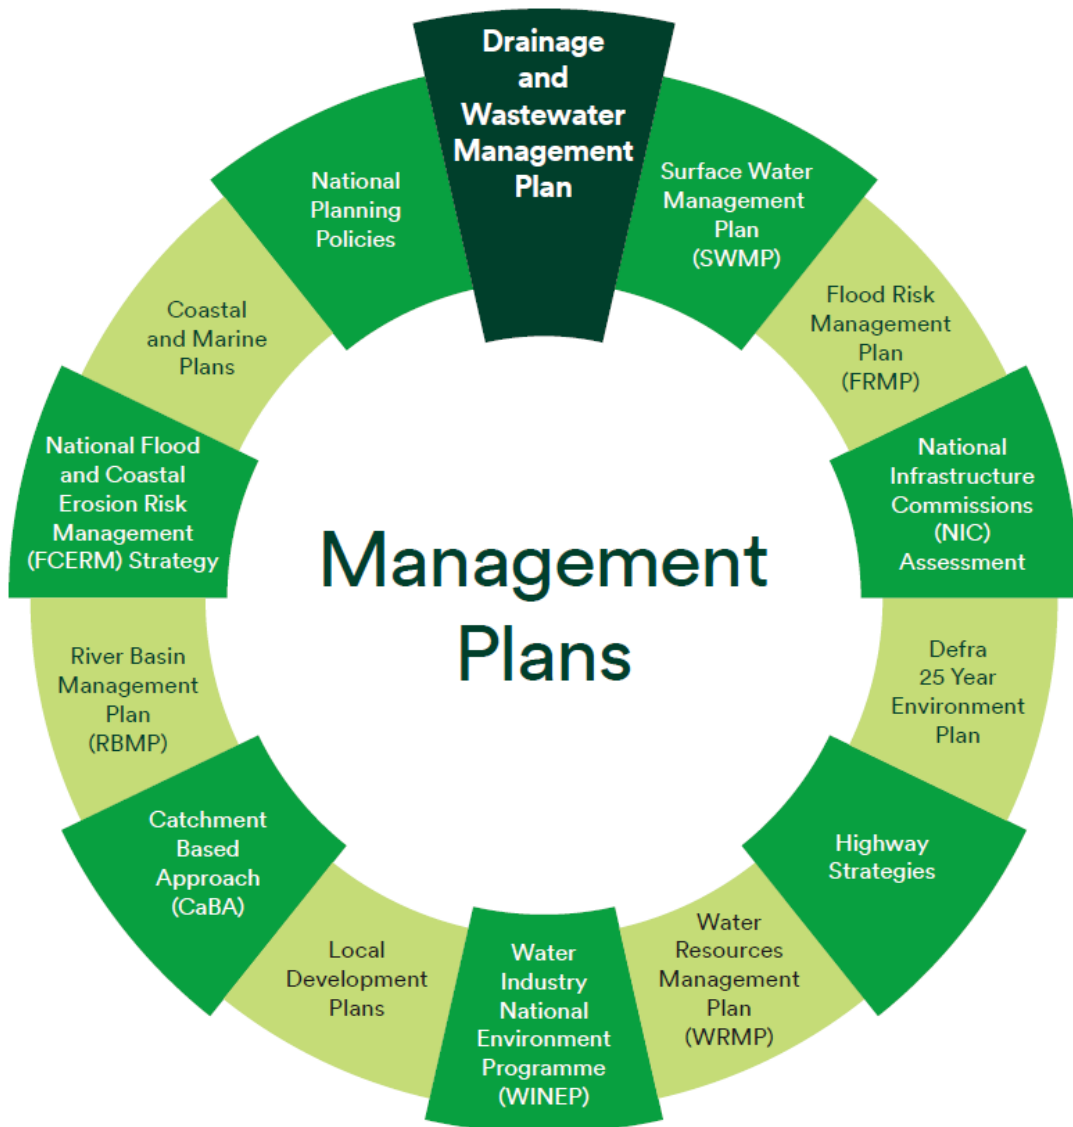 Drainage
and
Wastewater
Management
Plan
Surface Water
Management
Plan
(SWMP)
Flood Risk
Management
Plan
(FRMP)
National
Infrastructure
Commissions
(NIC)
Assessment
Defra
25 Year
Environment
Plan
Highway
Strategies
Water
Resources
Management
Plan
(WRMP)
Water
Industry
National
Environment
Programme
(WINEP)
Local
Development
Plans
Catchment
Based
Approach
(CaBA)
River Basin
Management
Plan
(RBMP)
National Flood
and Coastal
Erosion Risk
Management
(FCERM) Strategy
Coastal
and Marine
Plans
National
Planning
Policies
Management
Plans